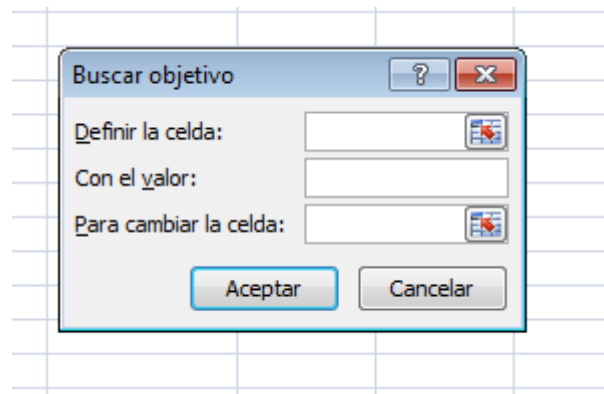 Buscar objetivo
Definir la celda:
Con el valor:
Para cambiar la celda:
Aceptar Cancelar